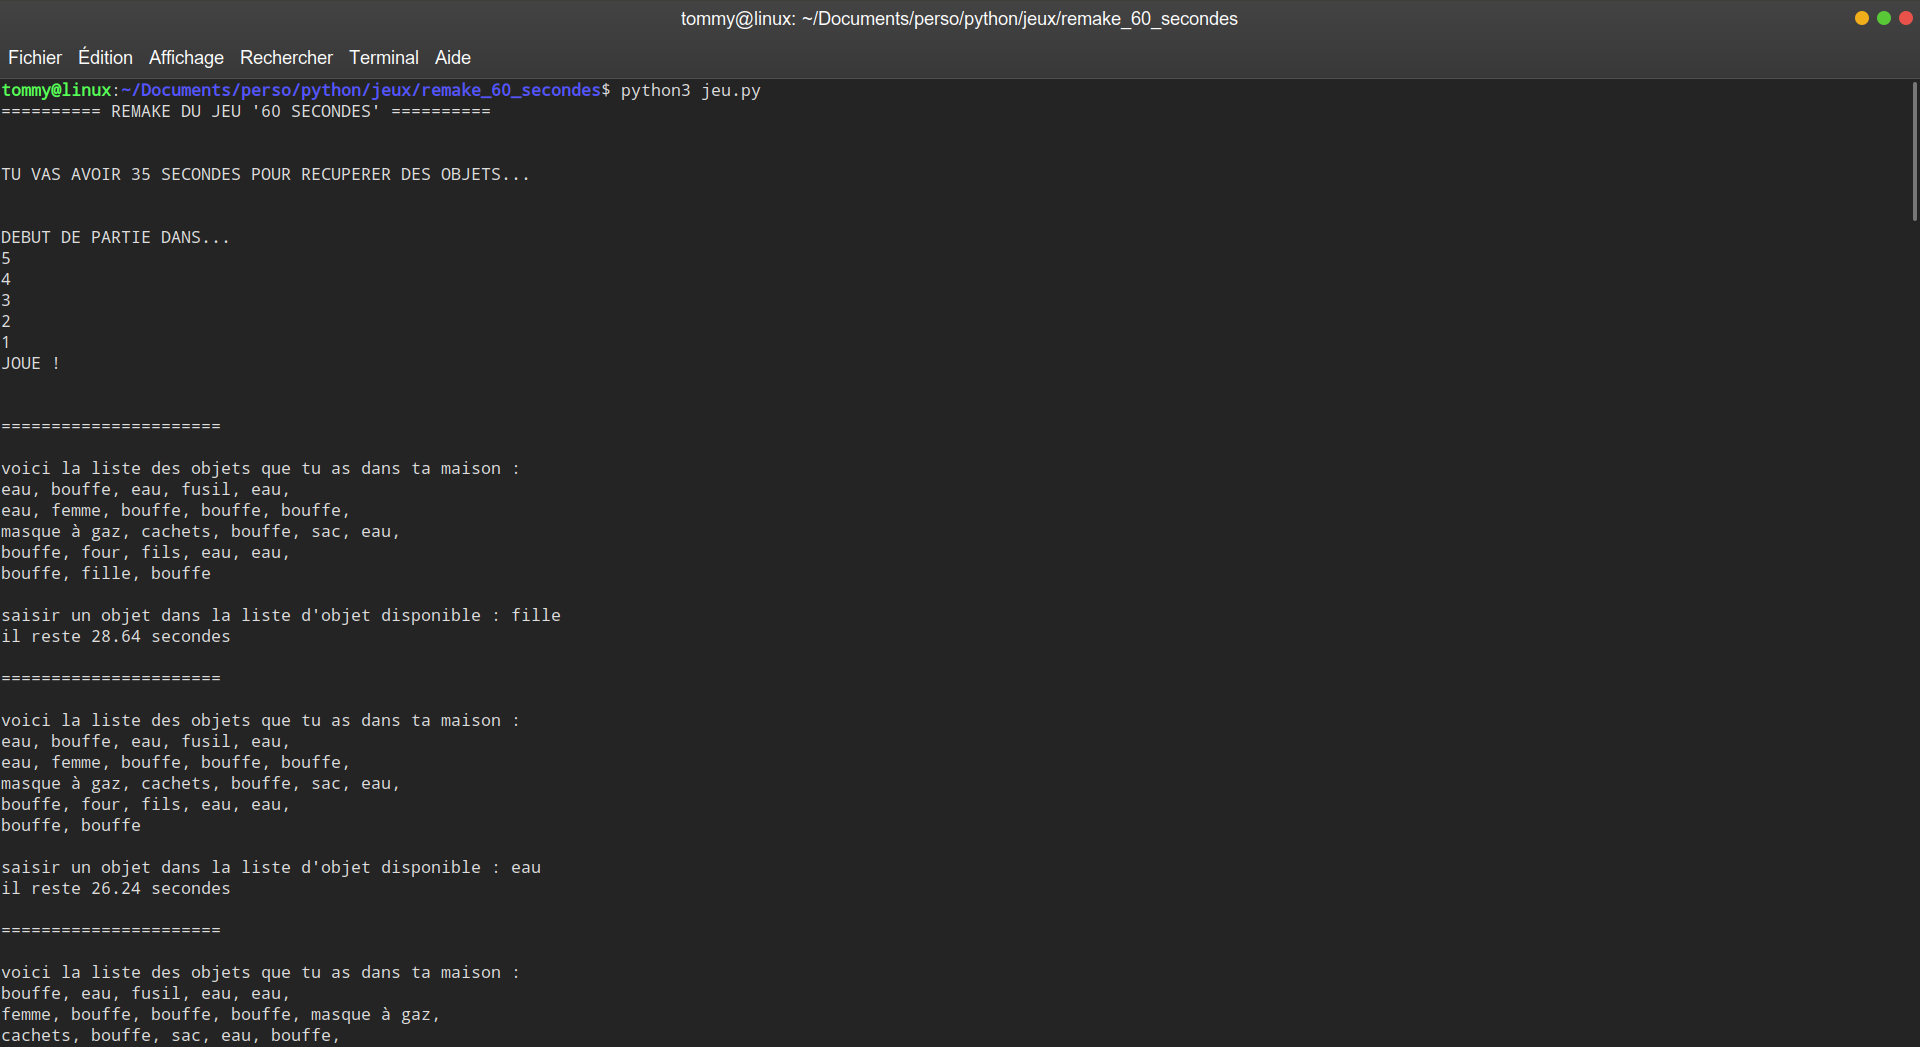 tommy@linux: ~/Documents/perso/python/jeux/remake_60_secondes
Fichier Édition Affichage Rechercher Terminal Aide
tommy@linux:~/Documents/perso/python/jeux/remake_60_secondes$ python3 jeu.py
========== REMAKE DU JEU '60 SECONDES' ==========
TU VAS AVOIR 35 SECONDES POUR RECUPERER DES OBJETS...
DEBUT DE PARTIE DANS...
5
4
3
2
1
JOUE !
======================
voici la liste des objets que tu as dans ta maison :
eau, bouffe, eau, fusil, eau,
eau, femme, bouffe, bouffe, bouffe,
masque à gaz, cachets, bouffe, sac, eau,
bouffe, four, fils, eau, eau,
bouffe, fille, bouffe
saisir un objet dans la liste d'objet disponible : fille
il reste 28.64 secondes
======================
voici la liste des objets que tu as dans ta maison :
eau, bouffe, eau, fusil, eau,
eau, femme, bouffe, bouffe, bouffe,
masque à gaz, cachets, bouffe, sac, eau,
bouffe, four, fils, eau, eau,
bouffe, bouffe
saisir un objet dans la liste d'objet disponible : eau
il reste 26.24 secondes
======================
voici la liste des objets que tu as dans ta maison :
bouffe, eau, fusil, eau, eau,
femme, bouffe, bouffe, bouffe, masque à gaz,
cachets, bouffe, sac, eau, bouffe,